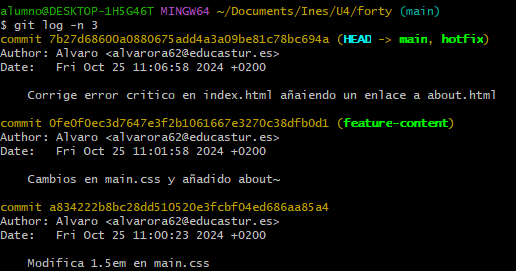 alumno@DESKTOP-1H5G46T MINGW64 ~/Documents/Ines/U4/forty (main)
$ git log -n 3
commit 7b27d68600a0880675add4a3a09be81c78bc694a (HEAD -> main, hotfix)
Author: Alvaro <alvarora62@educastur.es>
Date:   Fri Oct 25 11:06:58 2024 +0200
    Corrige error critico en index.html añaiendo un enlace a about.html
commit 0fe0f0ec3d7647e3f2b1061667e3270c38dfb0d1 (feature-content)
Author: Alvaro <alvarora62@educastur.es>
Date:   Fri Oct 25 11:01:58 2024 +0200
    Cambios en main.css y añadido about~
commit a834222b8bc28dd510520e3fcbf04ed686aa85a4
Author: Alvaro <alvarora62@educastur.es>
Date:   Fri Oct 25 11:00:23 2024 +0200
    Modifica 1.5em en main.css